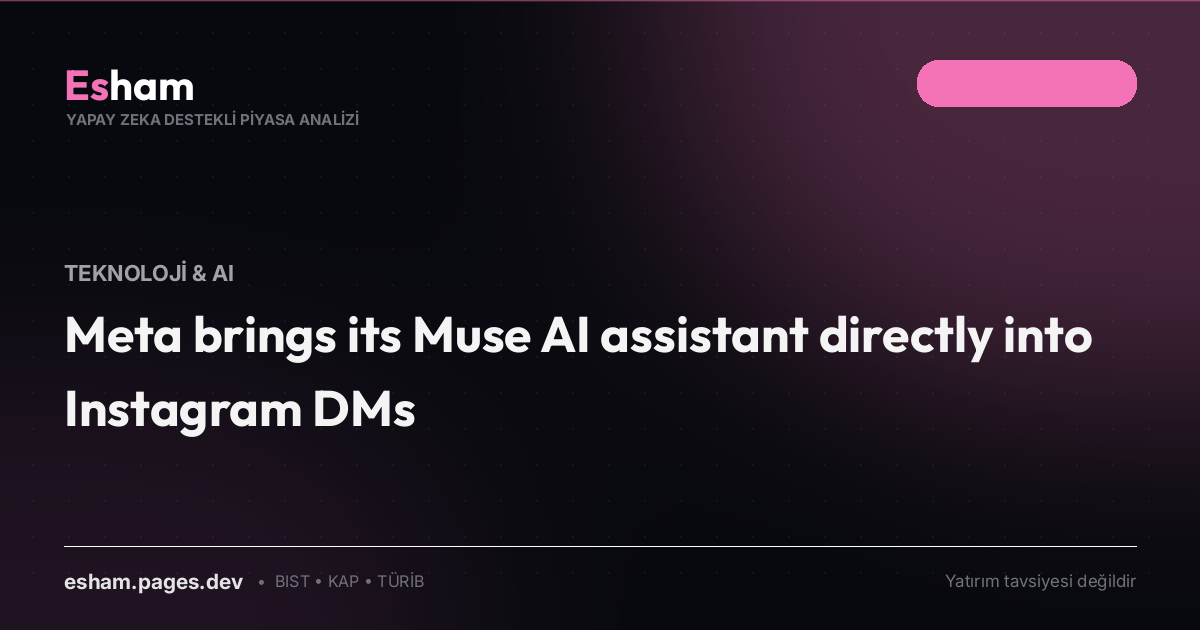 Esham
YAPAY ZEKA DESTEKLİ PİYASA ANALİZİ
TEKNOLOJİ & AI
Meta brings its Muse AI assistant directly into
Instagram DMs
esham.pages.dev • BIST • KAP • TÜRİB
Yatırım tavsiyesi değildir